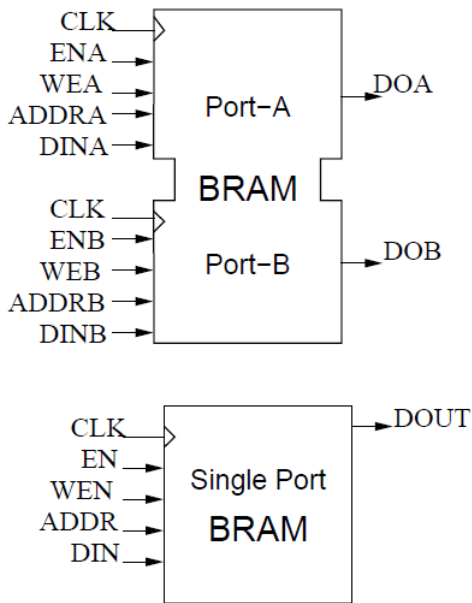 CLK
ENA
WEA
ADDRA
DINA
Port−A
DOA
BRAM
CLK
ENB
WEB
ADDRB
DINB
Port−B
DOB
CLK
EN
WEN
ADDR
DIN
Single Port
BRAM
DOUT